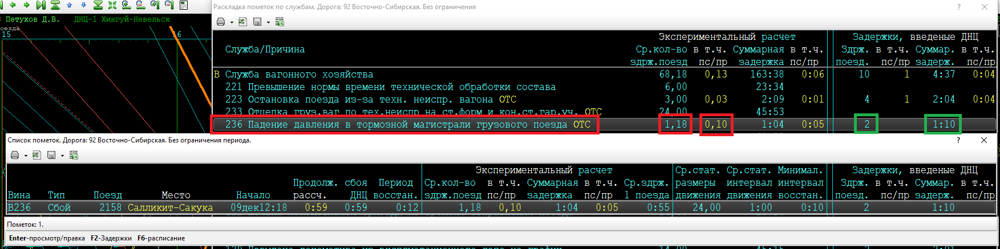 Петухов Д.В. ДНЦ-1 Хингуй-Невельск
оезда
15
6
Раскладка пометок по службам. Дорога: 92 Восточно-Сибирская. Без ограничения
Экспериментальный расчет Задержки, введеные ДНЦ
Служба/Причина Ср.кол-во в т.ч. Суммарная в т.ч. Здрж. в т.ч. Суммар. в т.ч.
здрж.поезд пс/пр задержка пс/пр поезд. пс/пр задерж. пс/пр
В Служба вагонного хозяйства 68,18 0,13 163:38 0:06 10 1 4:37 0:04
221 Превышение нормы времени технической обработки состава 6,00 23:34
223 Остановка поезда из-за техн. неиспр. вагона ОТС 3,00 0,03 2:09 0:01 4 1 2:04 0:04
233 Отцепка груз.ваг по тех.неиспр на ст.форм и кон.ст.гар.уч. ОТС 24,00 45:53
236 Падение давления в тормозной магистрали грузового поезда ОТС 1,18 0,10 1:04 0:05 2 1:10
Список пометок. Дорога: 92 Восточно-Сибирская. Без ограничения периода.
Экспериментальный расчет Ср.стат. Ср.стат. Минимал. Задержки, введеные ДНЦ
Продолж. сбоя Период Ср.кол-во в т.ч. Суммарная в т.ч. Ср.здрж. размеры интервал интервал Здрж. в т.ч. Суммар. в т.ч.
Вина Тип Поезд Место Начало рассч. ДНЦ восстан. здрж.поезд пс/пр задержка пс/пр 1 поезда движения движения восстан. поезд. пс/пр задерж. пс/пр
В236 Сбой 2158 Салликит-Сакука 09дек12:18 0:59 0:59 0:12 1,18 0,10 1:04 0:05 0:55 24,00 1:00 0:10 2 1:10
Пометок: 1.
Enter-просмотр/правка F2-Задержки F6-расписание